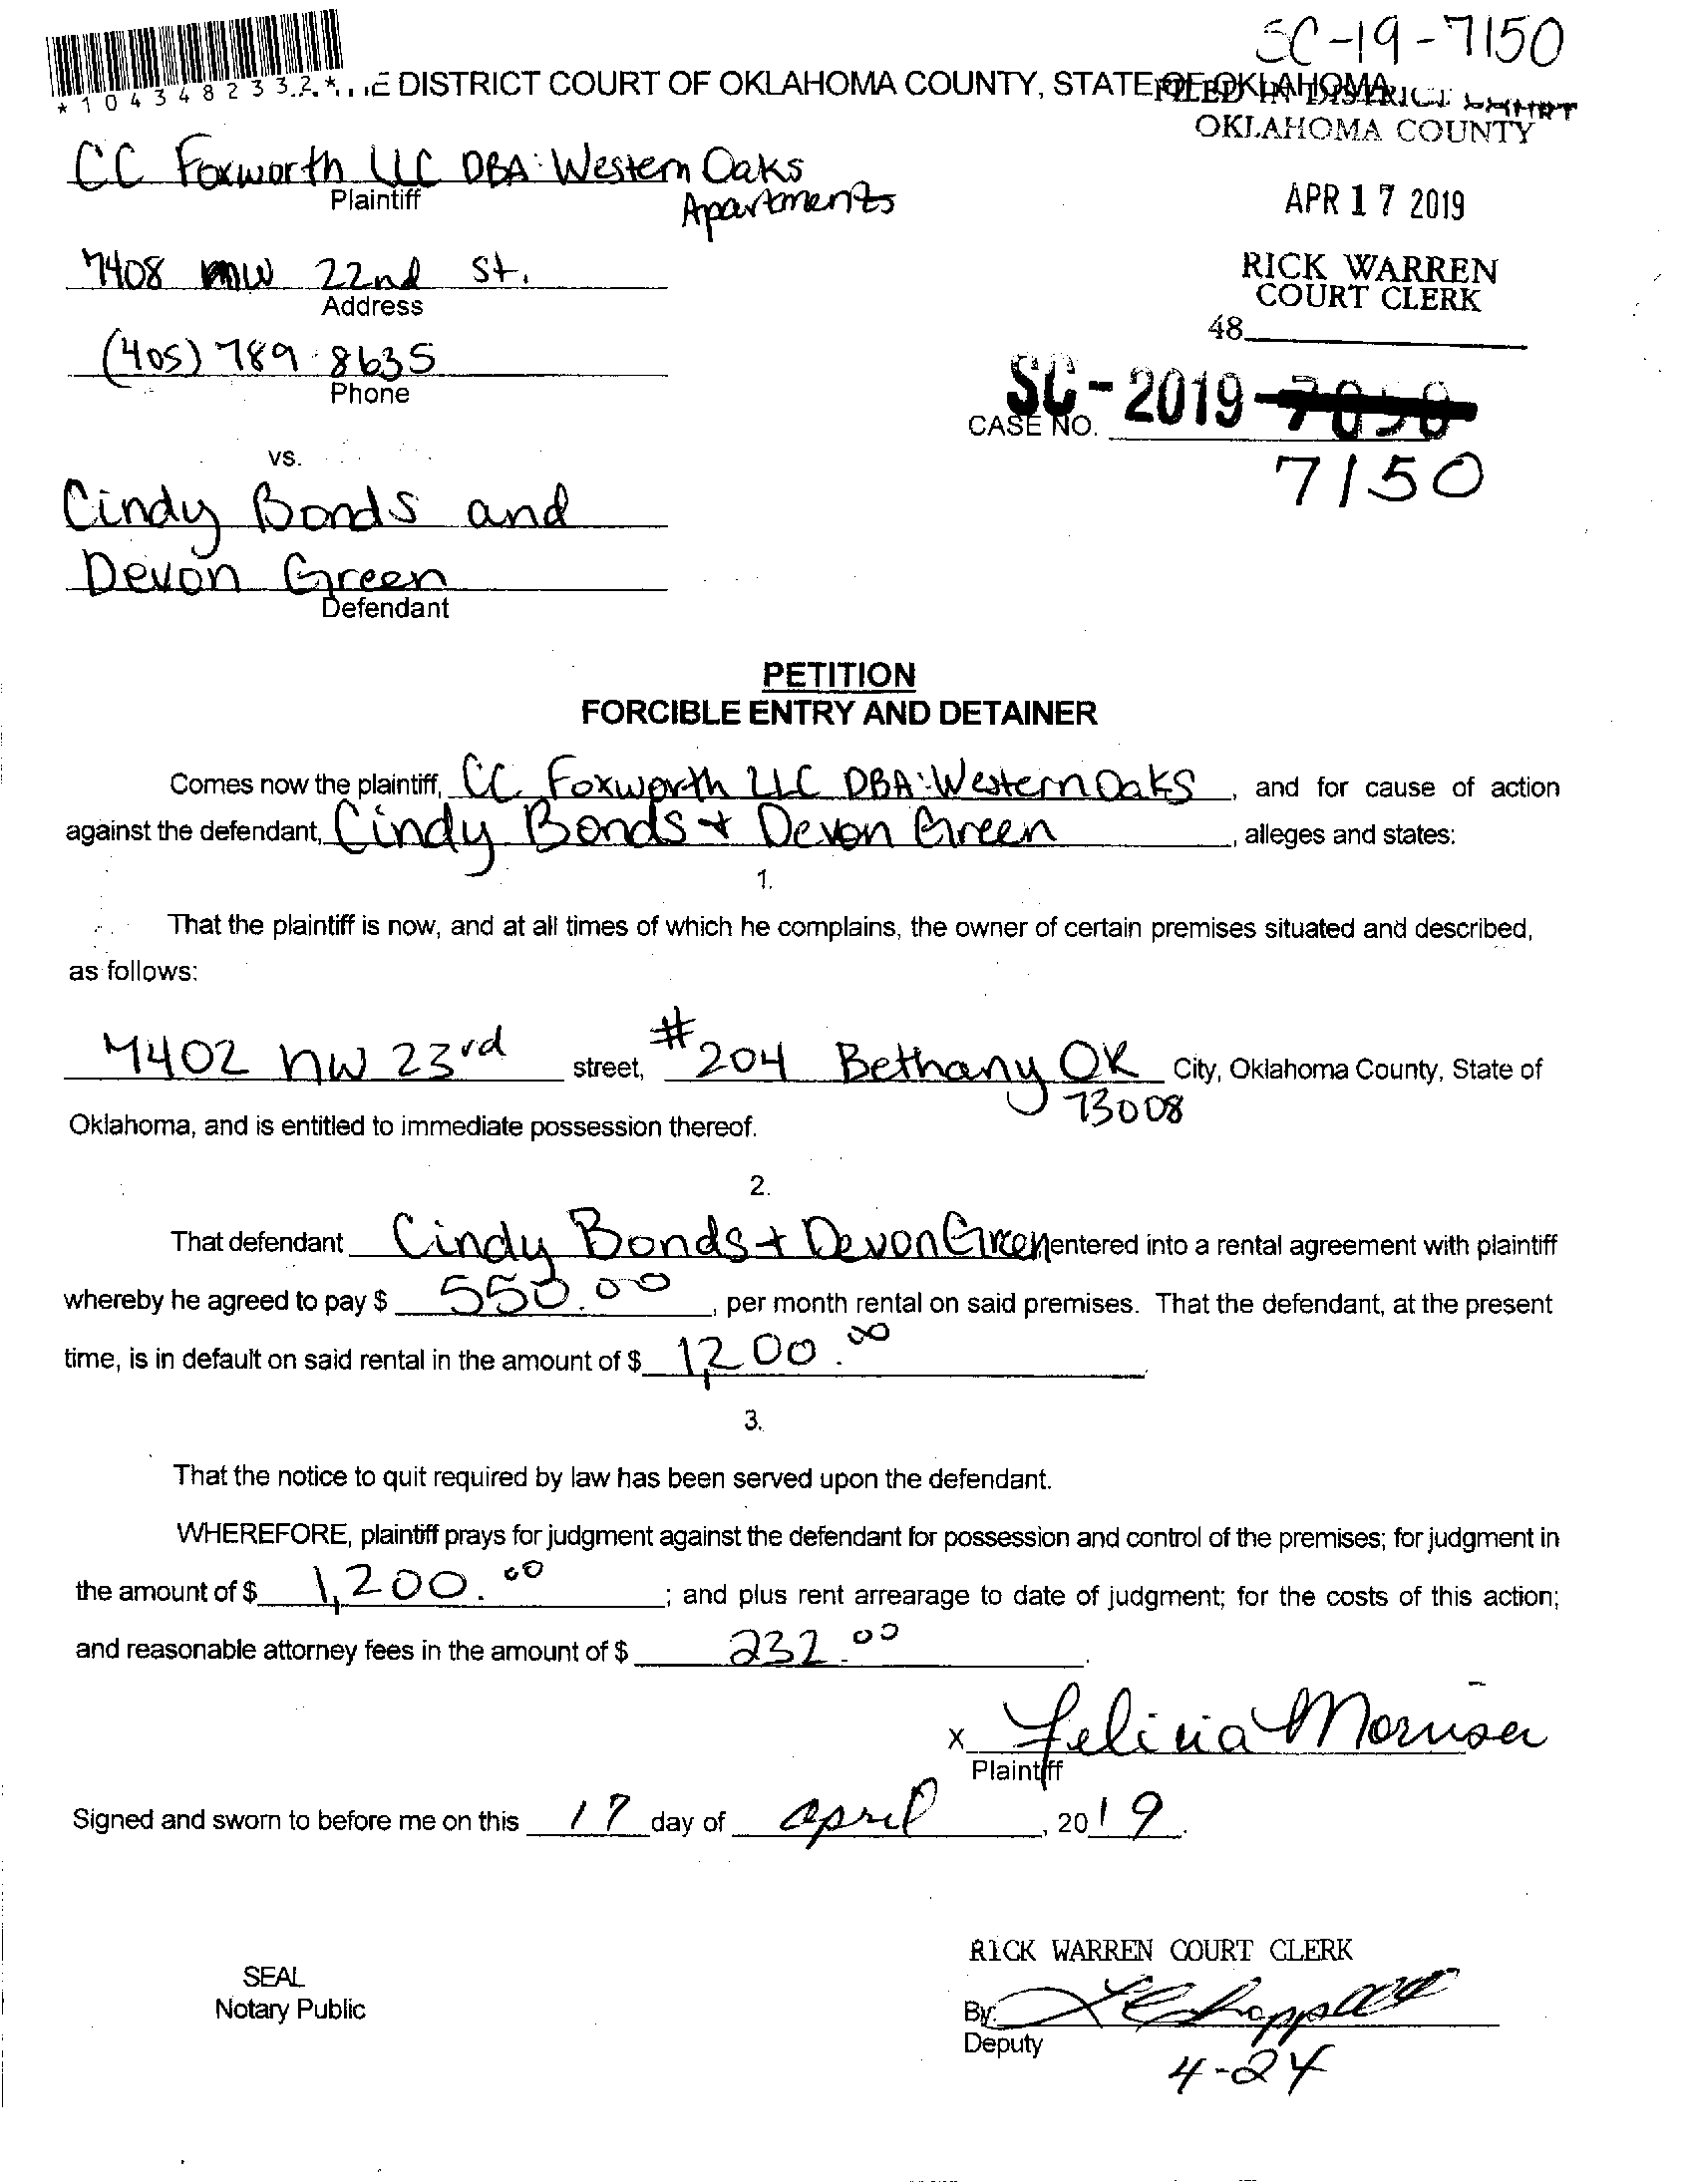 SC-19-7150
*1043482332*
E DISTRICT COURT OF OKLAHOMA COUNTY, STATE OF OKLAHOMA
FILED IN DISTRICT COURT
OKLAHOMA COUNTY
CC Foxworth LLC DBA: Western Oaks
Apartments
Plaintiff
APR 17 2019
7408 NW 22nd St.
Address
RICK WARREN
COURT CLERK
48
(405) 789-8635
Phone
SC-2019-
CASE NO.
7150
vs.
Cindy Bonds and
Devon Green
Defendant
PETITION
FORCIBLE ENTRY AND DETAINER
Comes now the plaintiff, CC Foxworth LLC DBA: Western Oaks, and for cause of action
against the defendant, Cindy Bonds + Devon Green, alleges and states:
1.
That the plaintiff is now, and at all times of which he complains, the owner of certain premises situated and described,
as follows:
7402 NW 23rd street, #204 Bethany OK City, Oklahoma County, State of
73008
Oklahoma, and is entitled to immediate possession thereof.
2.
That defendant Cindy Bonds + Devon Green entered into a rental agreement with plaintiff
whereby he agreed to pay $ 550.00, per month rental on said premises. That the defendant, at the present
time, is in default on said rental in the amount of $ 1,200.00.
3.
That the notice to quit required by law has been served upon the defendant.
WHEREFORE, plaintiff prays for judgment against the defendant for possession and control of the premises; for judgment in
the amount of $ 1,200.00; and plus rent arrearage to date of judgment; for the costs of this action;
and reasonable attorney fees in the amount of $ 232.00.
x Felicia
Plaintiff
Signed and sworn to before me on this 17 day of april, 2019.
RICK WARREN COURT CLERK
SEAL
Notary Public
By:
Deputy
4-24